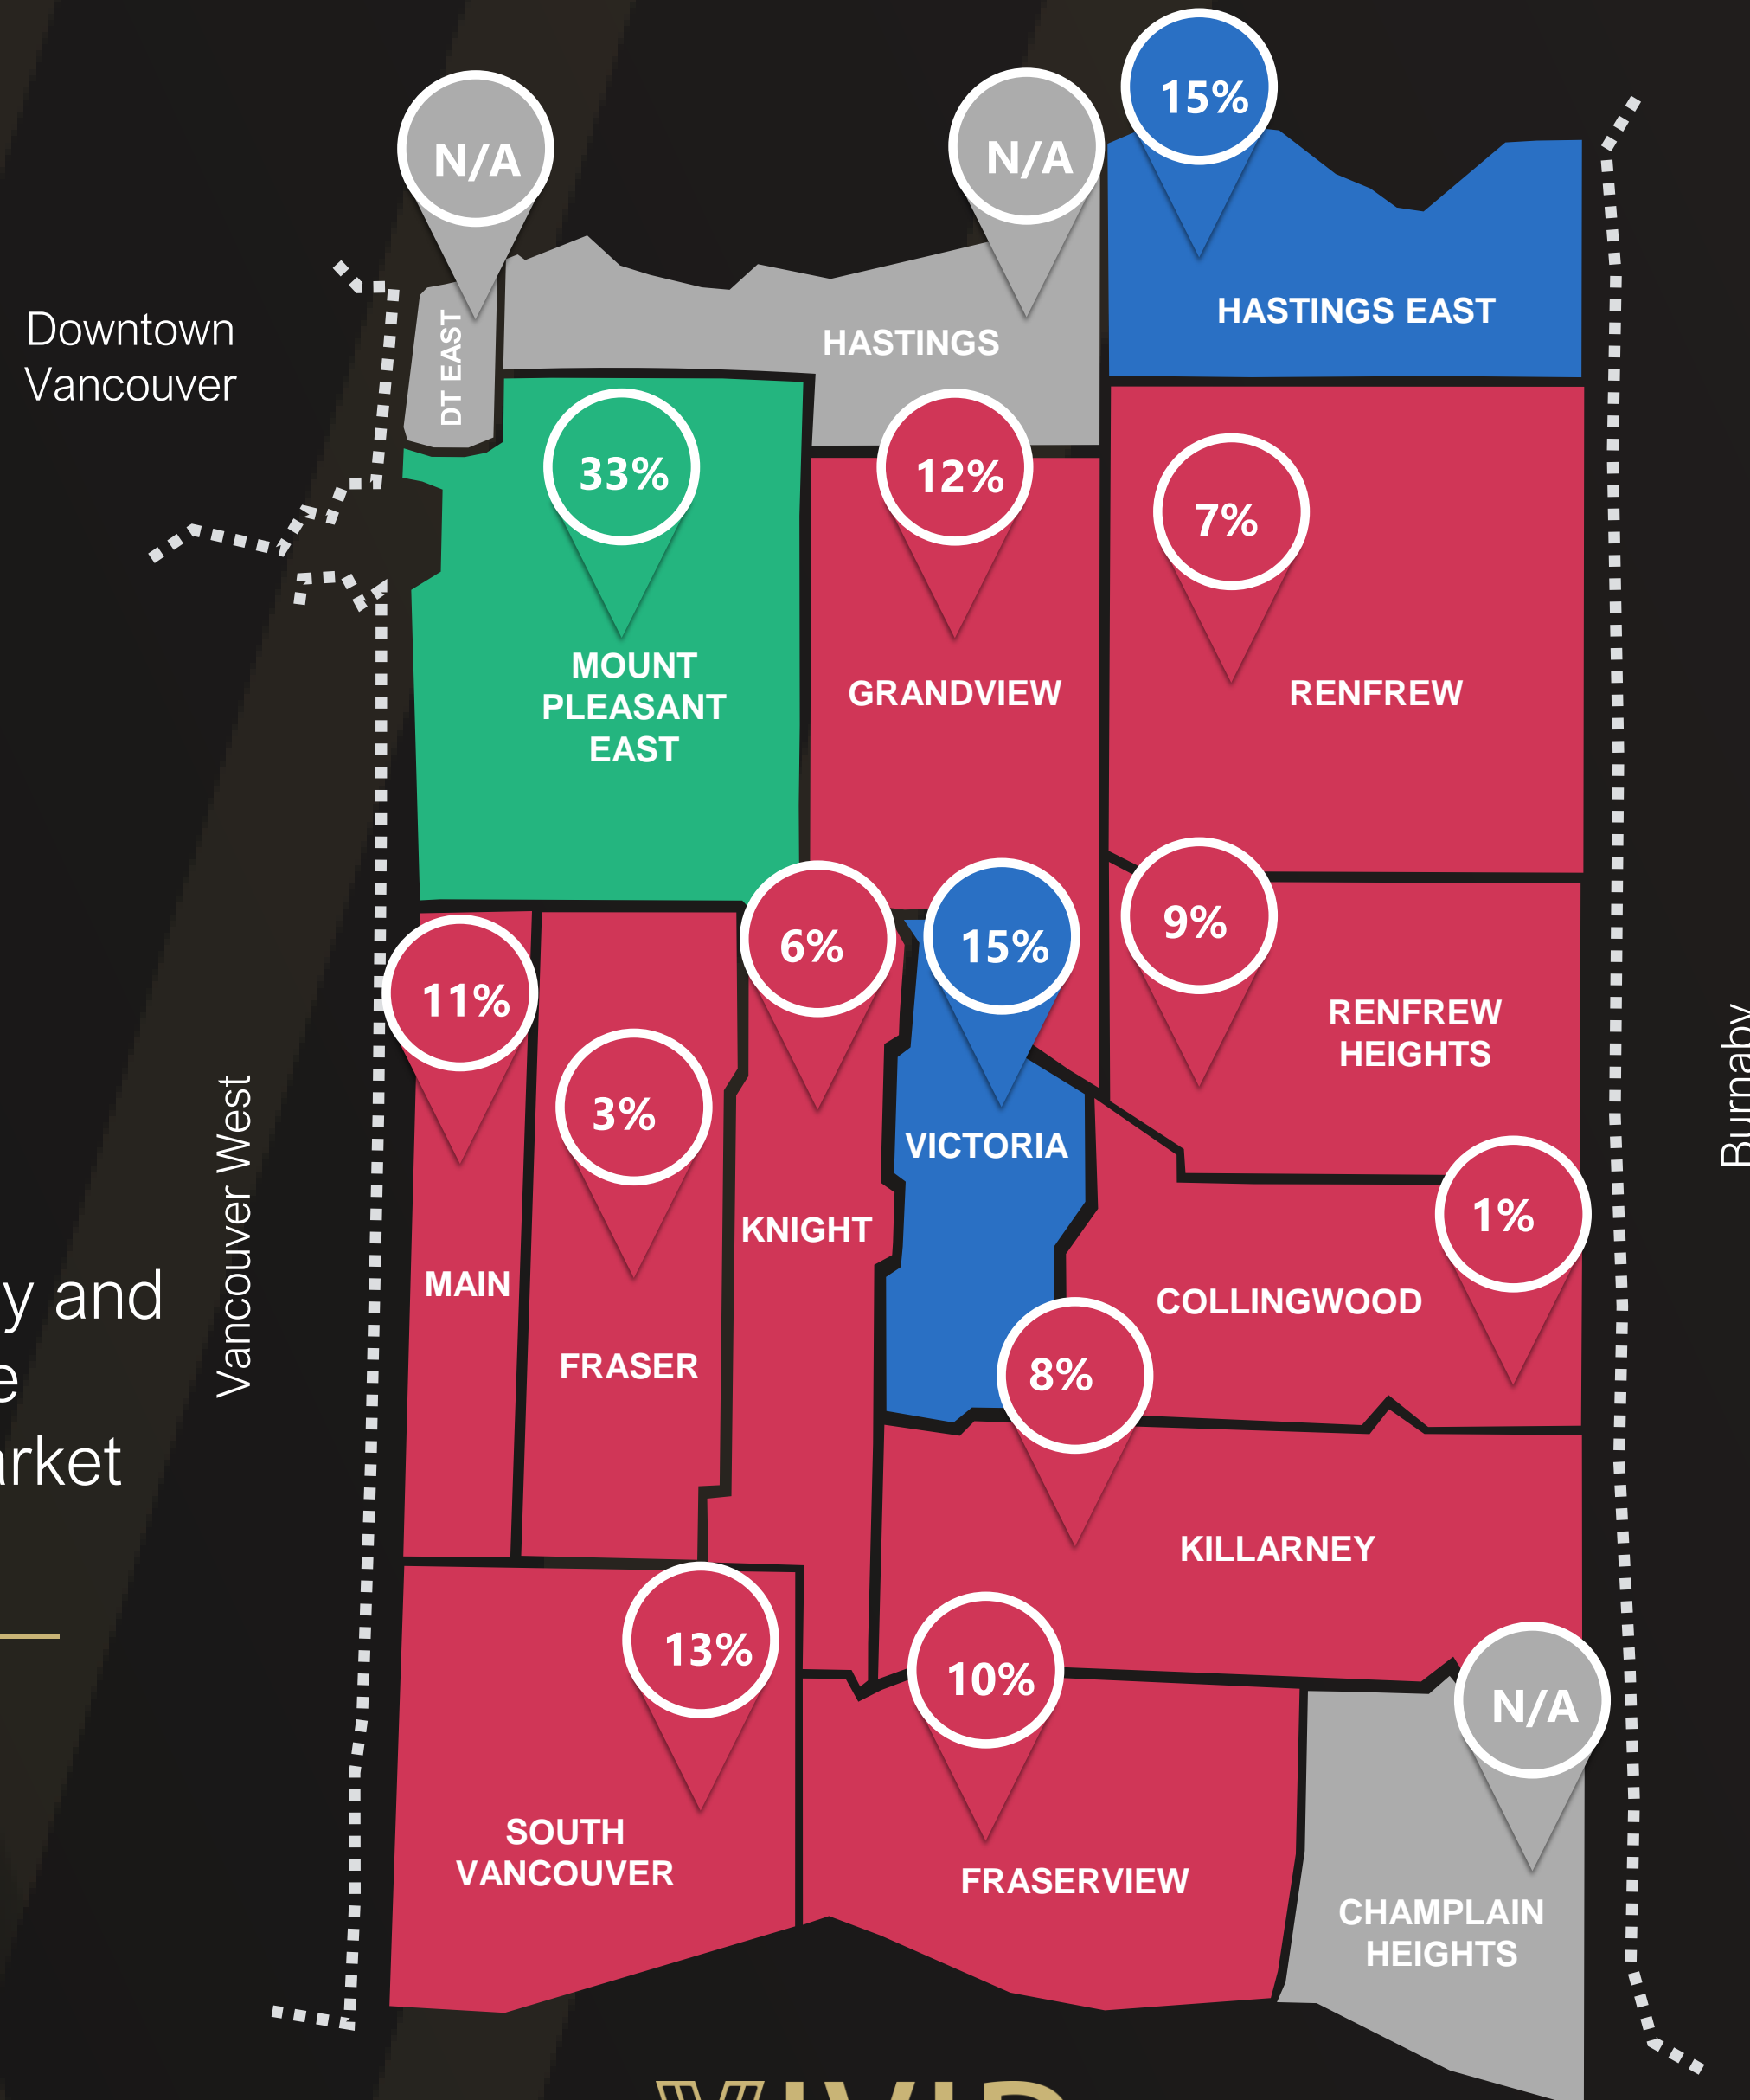 15%
N/A
N/A
HASTINGS EAST
Downtown
Vancouver
DT EAST
HASTINGS
33%
12%
7%
MOUNT
PLEASANT
EAST
GRANDVIEW
RENFREW
6%
15%
9%
11%
RENFREW
HEIGHTS
3%
Burnaby
VICTORIA
Vancouver West
KNIGHT
1%
MAIN
COLLINGWOOD
y and
e
FRASER
8%
rket
KILLARNEY
13%
10%
N/A
SOUTH
VANCOUVER
FRASERVIEW
CHAMPLAIN
HEIGHTS
VIVID